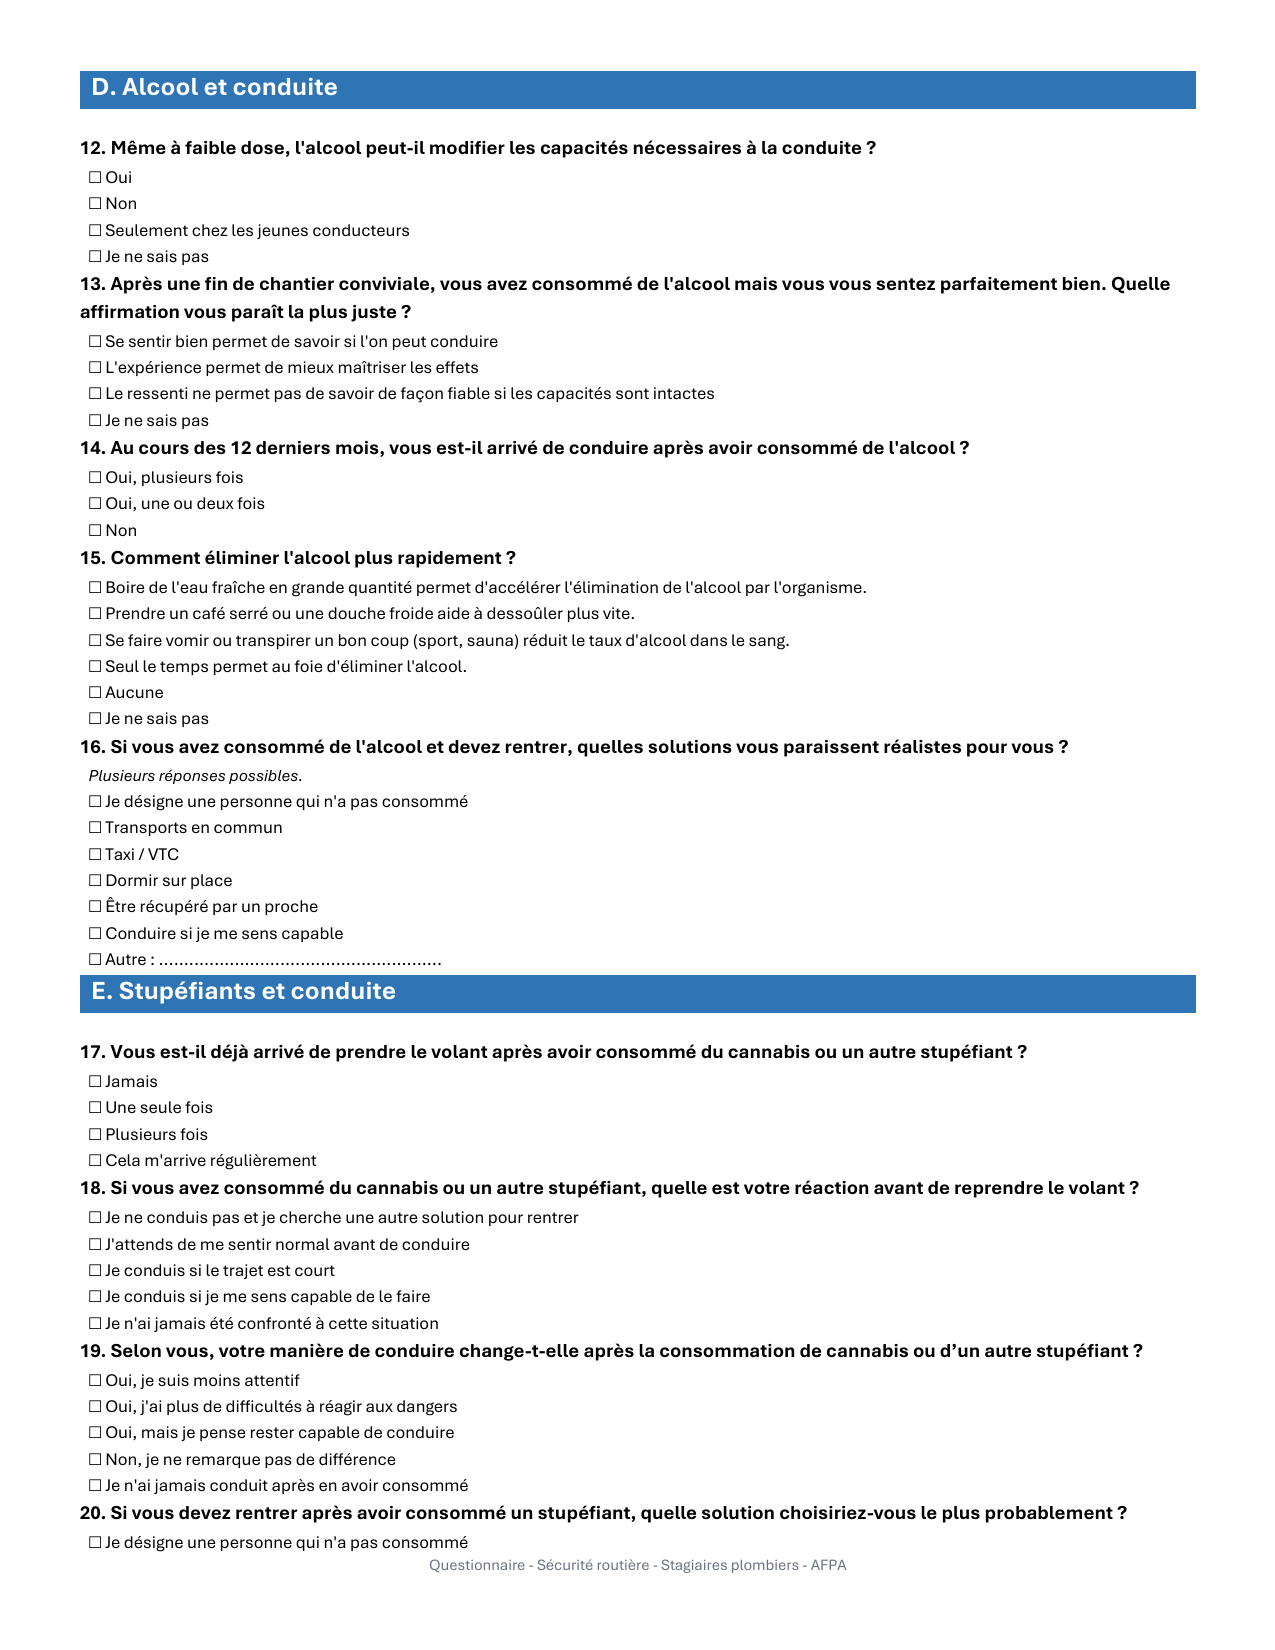 D. Alcool et conduite
12. Même à faible dose, l'alcool peut-il modifier les capacités nécessaires à la conduite ?
☐ Oui
☐ Non
☐ Seulement chez les jeunes conducteurs
☐ Je ne sais pas
13. Après une fin de chantier conviviale, vous avez consommé de l'alcool mais vous vous sentez parfaitement bien. Quelle
affirmation vous paraît la plus juste ?
☐ Se sentir bien permet de savoir si l'on peut conduire
☐ L'expérience permet de mieux maîtriser les effets
☐ Le ressenti ne permet pas de savoir de façon fiable si les capacités sont intactes
☐ Je ne sais pas
14. Au cours des 12 derniers mois, vous est-il arrivé de conduire après avoir consommé de l'alcool ?
☐ Oui, plusieurs fois
☐ Oui, une ou deux fois
☐ Non
15. Comment éliminer l'alcool plus rapidement ?
☐ Boire de l'eau fraîche en grande quantité permet d'accélérer l'élimination de l'alcool par l'organisme.
☐ Prendre un café serré ou une douche froide aide à dessoûler plus vite.
☐ Se faire vomir ou transpirer un bon coup (sport, sauna) réduit le taux d'alcool dans le sang.
☐ Seul le temps permet au foie d'éliminer l'alcool.
☐ Aucune
☐ Je ne sais pas
16. Si vous avez consommé de l'alcool et devez rentrer, quelles solutions vous paraissent réalistes pour vous ?
Plusieurs réponses possibles.
☐ Je désigne une personne qui n'a pas consommé
☐ Transports en commun
☐ Taxi / VTC
☐ Dormir sur place
☐ Être récupéré par un proche
☐ Conduire si je me sens capable
☐ Autre : ........................................................
E. Stupéfiants et conduite
17. Vous est-il déjà arrivé de prendre le volant après avoir consommé du cannabis ou un autre stupéfiant ?
☐ Jamais
☐ Une seule fois
☐ Plusieurs fois
☐ Cela m'arrive régulièrement
18. Si vous avez consommé du cannabis ou un autre stupéfiant, quelle est votre réaction avant de reprendre le volant ?
☐ Je ne conduis pas et je cherche une autre solution pour rentrer
☐ J'attends de me sentir normal avant de conduire
☐ Je conduis si le trajet est court
☐ Je conduis si je me sens capable de le faire
☐ Je n'ai jamais été confronté à cette situation
19. Selon vous, votre manière de conduire change-t-elle après la consommation de cannabis ou d’un autre stupéfiant ?
☐ Oui, je suis moins attentif
☐ Oui, j'ai plus de difficultés à réagir aux dangers
☐ Oui, mais je pense rester capable de conduire
☐ Non, je ne remarque pas de différence
☐ Je n'ai jamais conduit après en avoir consommé
20. Si vous devez rentrer après avoir consommé un stupéfiant, quelle solution choisiriez-vous le plus probablement ?
☐ Je désigne une personne qui n'a pas consommé
Questionnaire - Sécurité routière - Stagiaires plombiers - AFPA